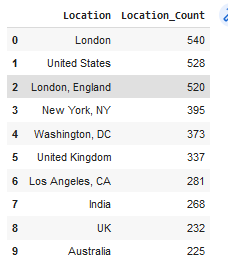 Location Location_Count
0 London 540
1 United States 528
2 London, England 520
3 New York, NY 395
4 Washington, DC 373
5 United Kingdom 337
6 Los Angeles, CA 281
7 India 268
8 UK 232
9 Australia 225